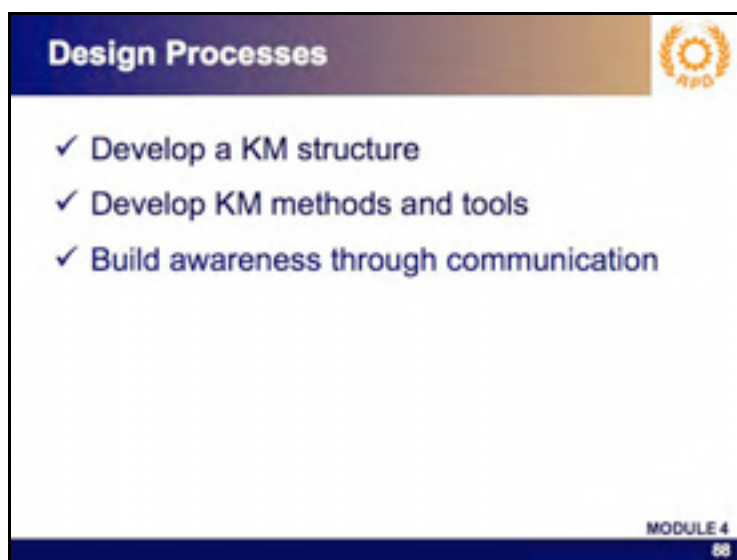 Design Processes
APO
✓ Develop a KM structure
✓ Develop KM methods and tools
✓ Build awareness through communication
MODULE 4
88